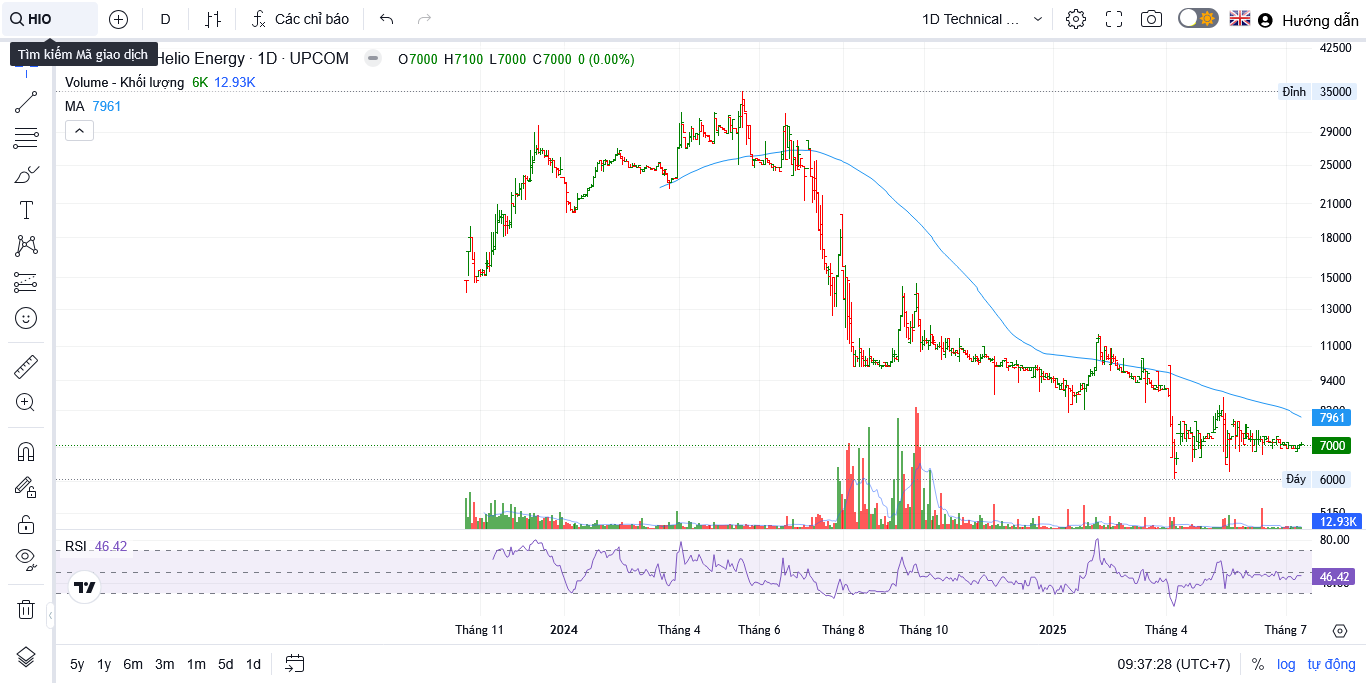 HIO
D
Các chỉ báo
1D Technical ...
Hướng dẫn
Tìm kiếm Mã giao dịch
Helio Energy · 1D · UPCOM
O7000 H7100 L7000 C7000 0 (0.00%)
Volume - Khối lượng 6K 12.93K
MA 7961
42500
Đỉnh 35000
29000
25000
21000
18000
15000
13000
11000
9400
7961
7000
Đáy 6000
5150
12.93K
RSI 46.42
80.00
46.42
Tháng 11 2024 Tháng 4 Tháng 6 Tháng 8 Tháng 10 2025 Tháng 4 Tháng 7
5y 1y 6m 3m 1m 5d 1d
09:37:28 (UTC+7) % log tự động